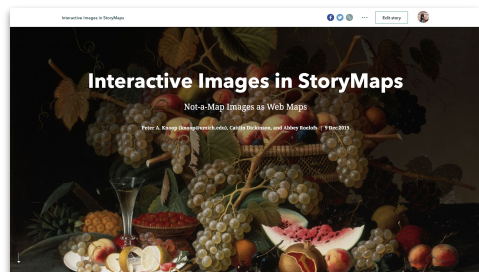 Interactive Images in StoryMaps
Edit story
Interactive Images in StoryMaps
Not-a-Map Images as Web Maps
Peter A. Knoop (knoop@umich.edu), Caitlin Dickinson, and Abbey Roelofs | 9 Dec 2019